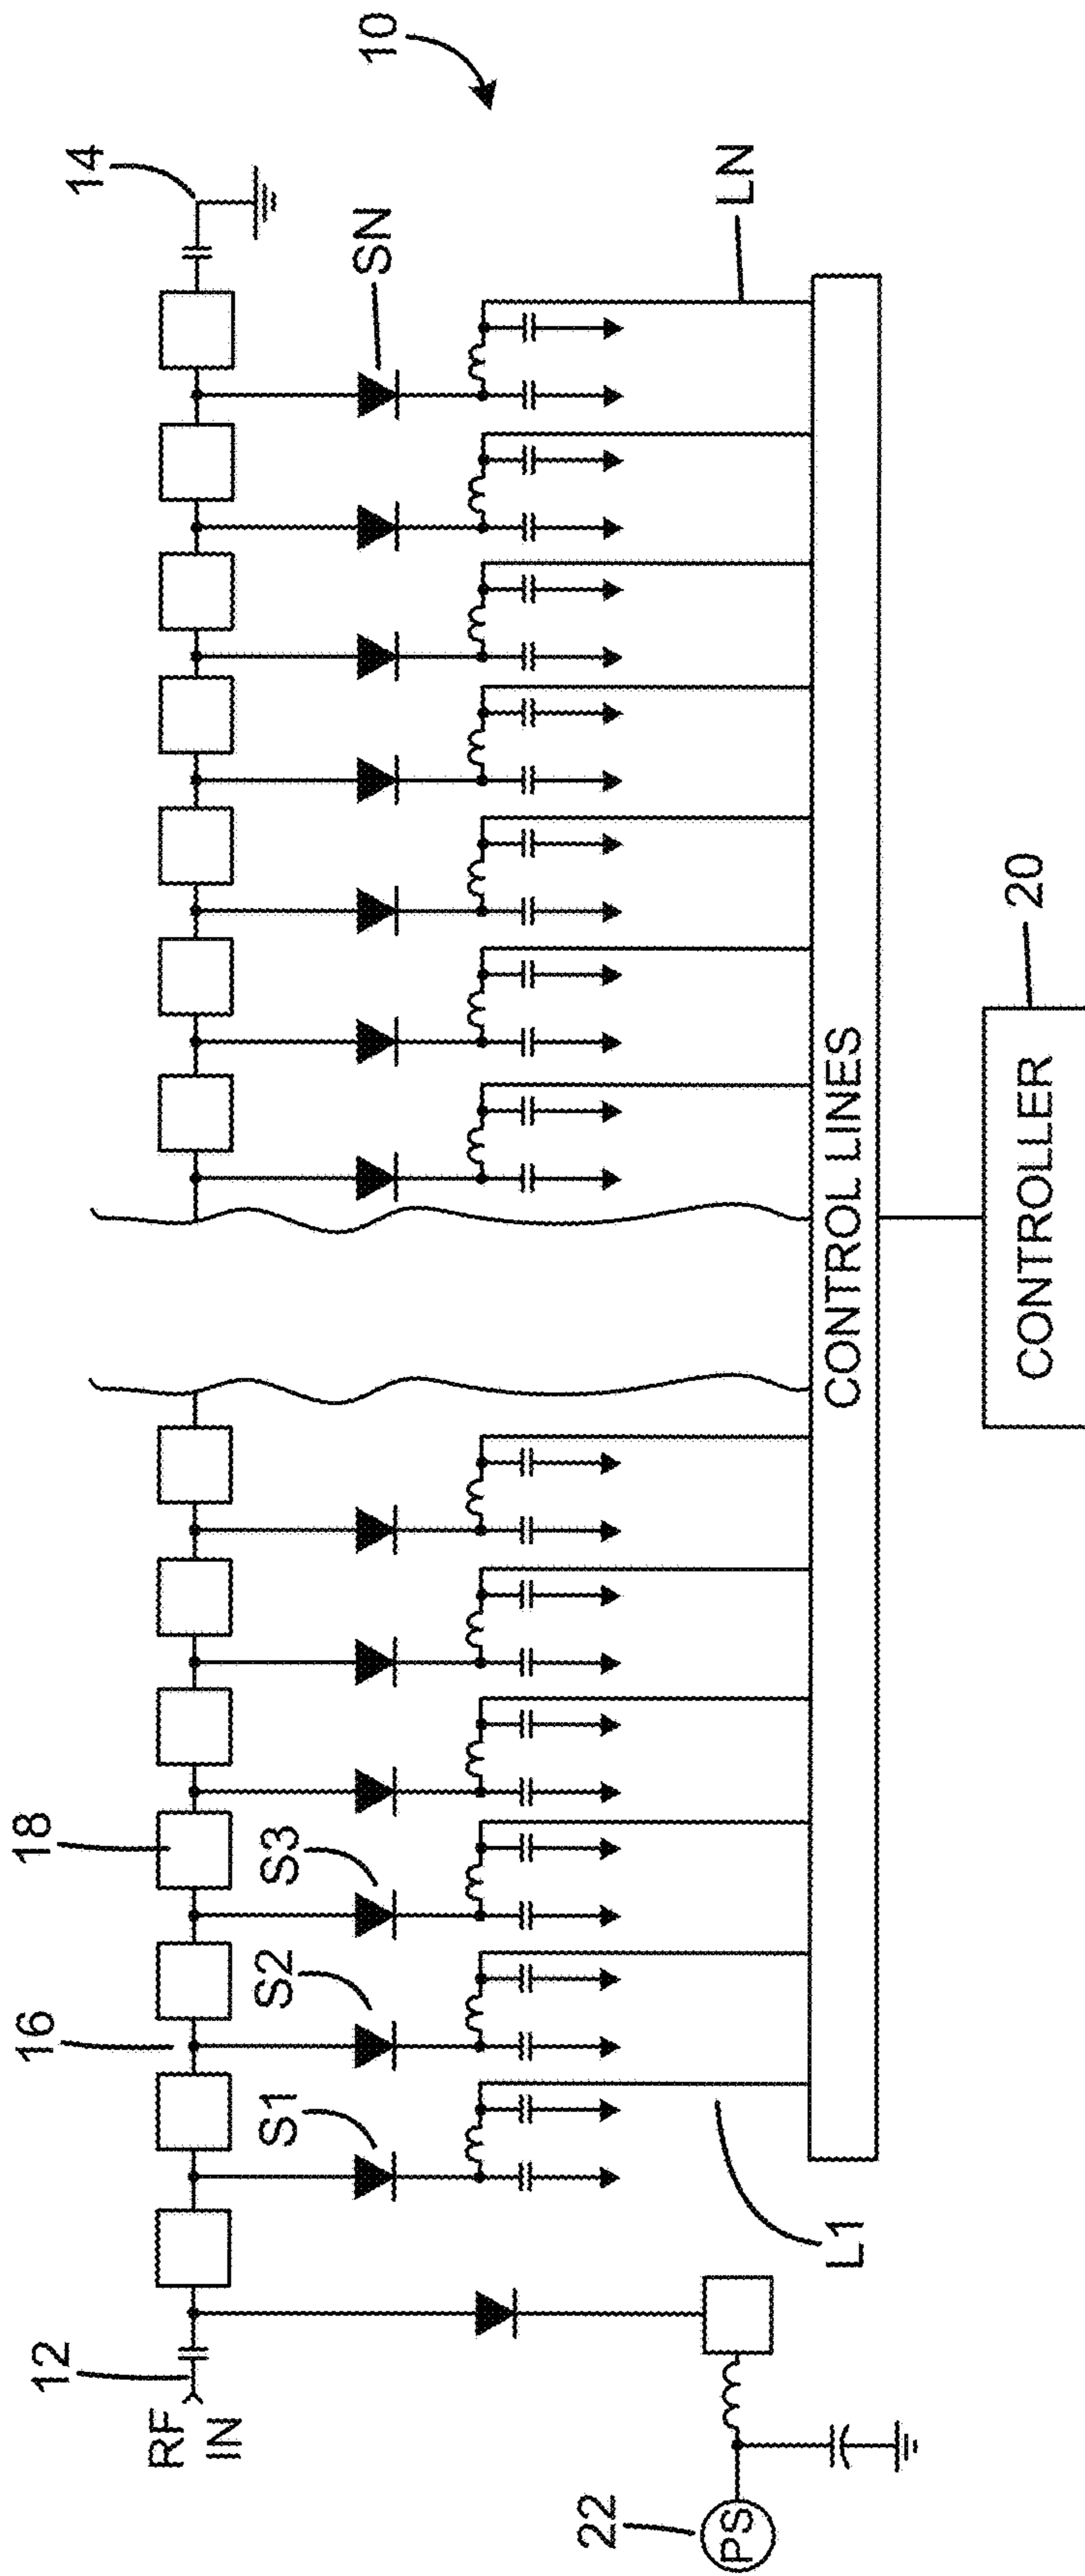 10
14
SN
LN
12
RF
IN
16
18
S1
S2
S3
L1
CONTROL LINES
CONTROLLER
20
22
PS